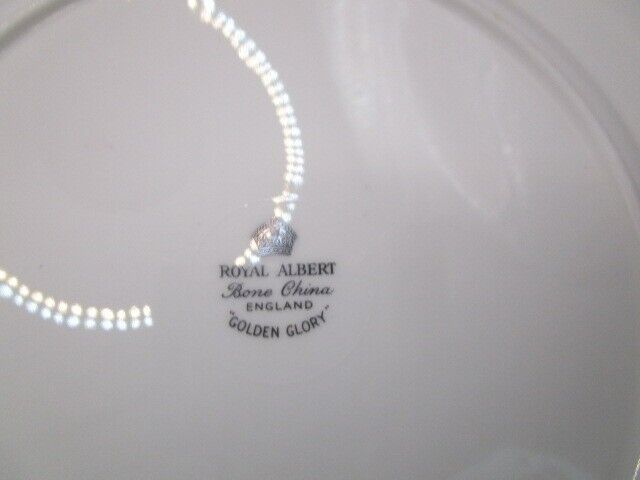 ROYAL ALBERT
Bone China
ENGLAND
"GOLDEN GLORY"